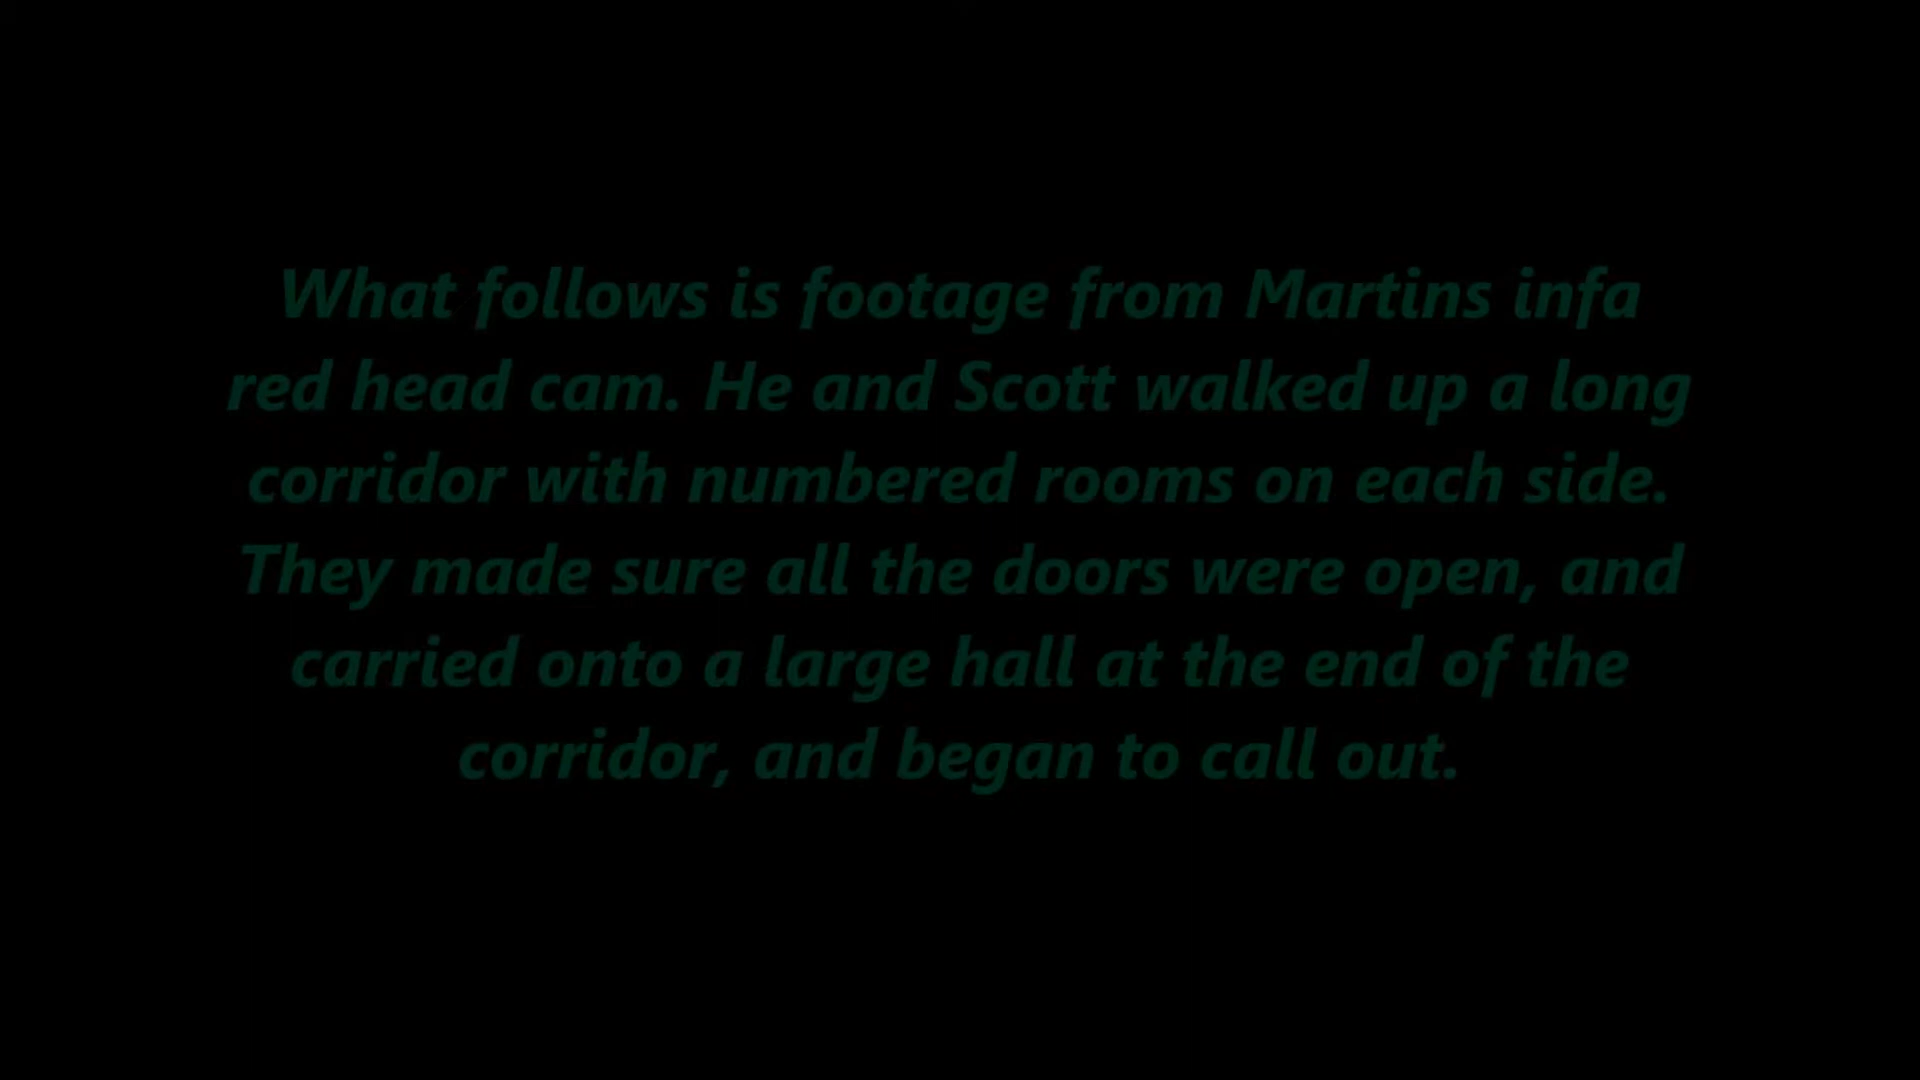 What follows is footage from Martins infa
red head cam. He and Scott walked up a long
corridor with numbered rooms on each side.
They made sure all the doors were open, and
carried onto a large hall at the end of the
corridor, and began to call out.